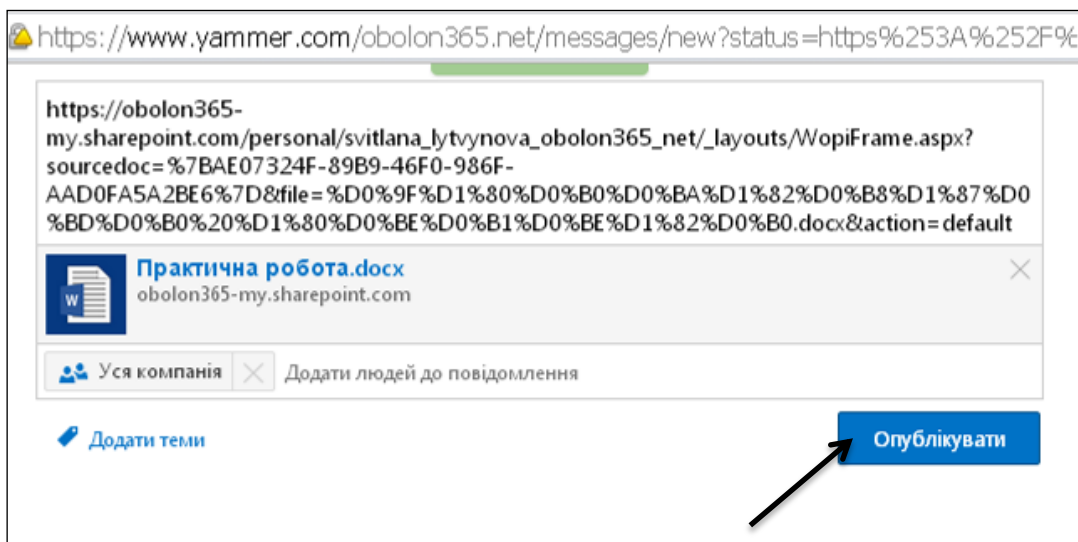 https://www.yammer.com/obolon365.net/messages/new?status=https%253A%252F%
https://obolon365-
my.sharepoint.com/personal/svitlana_lytvynova_obolon365_net/_layouts/WopiFrame.aspx?
sourcedoc=%7BAE07324F-89B9-46F0-986F-
AAD0FA5A2BE6%7D&file=%D0%9F%D1%80%D0%B0%D0%BA%D1%82%D0%B8%D1%87%D0
%BD%D0%B0%20%D1%80%D0%BE%D0%B1%D0%BE%D1%82%D0%B0.docx&action=default
Практична робота.docx
obolon365-my.sharepoint.com
Уся компанія Додати людей до повідомлення
Додати теми Опублікувати